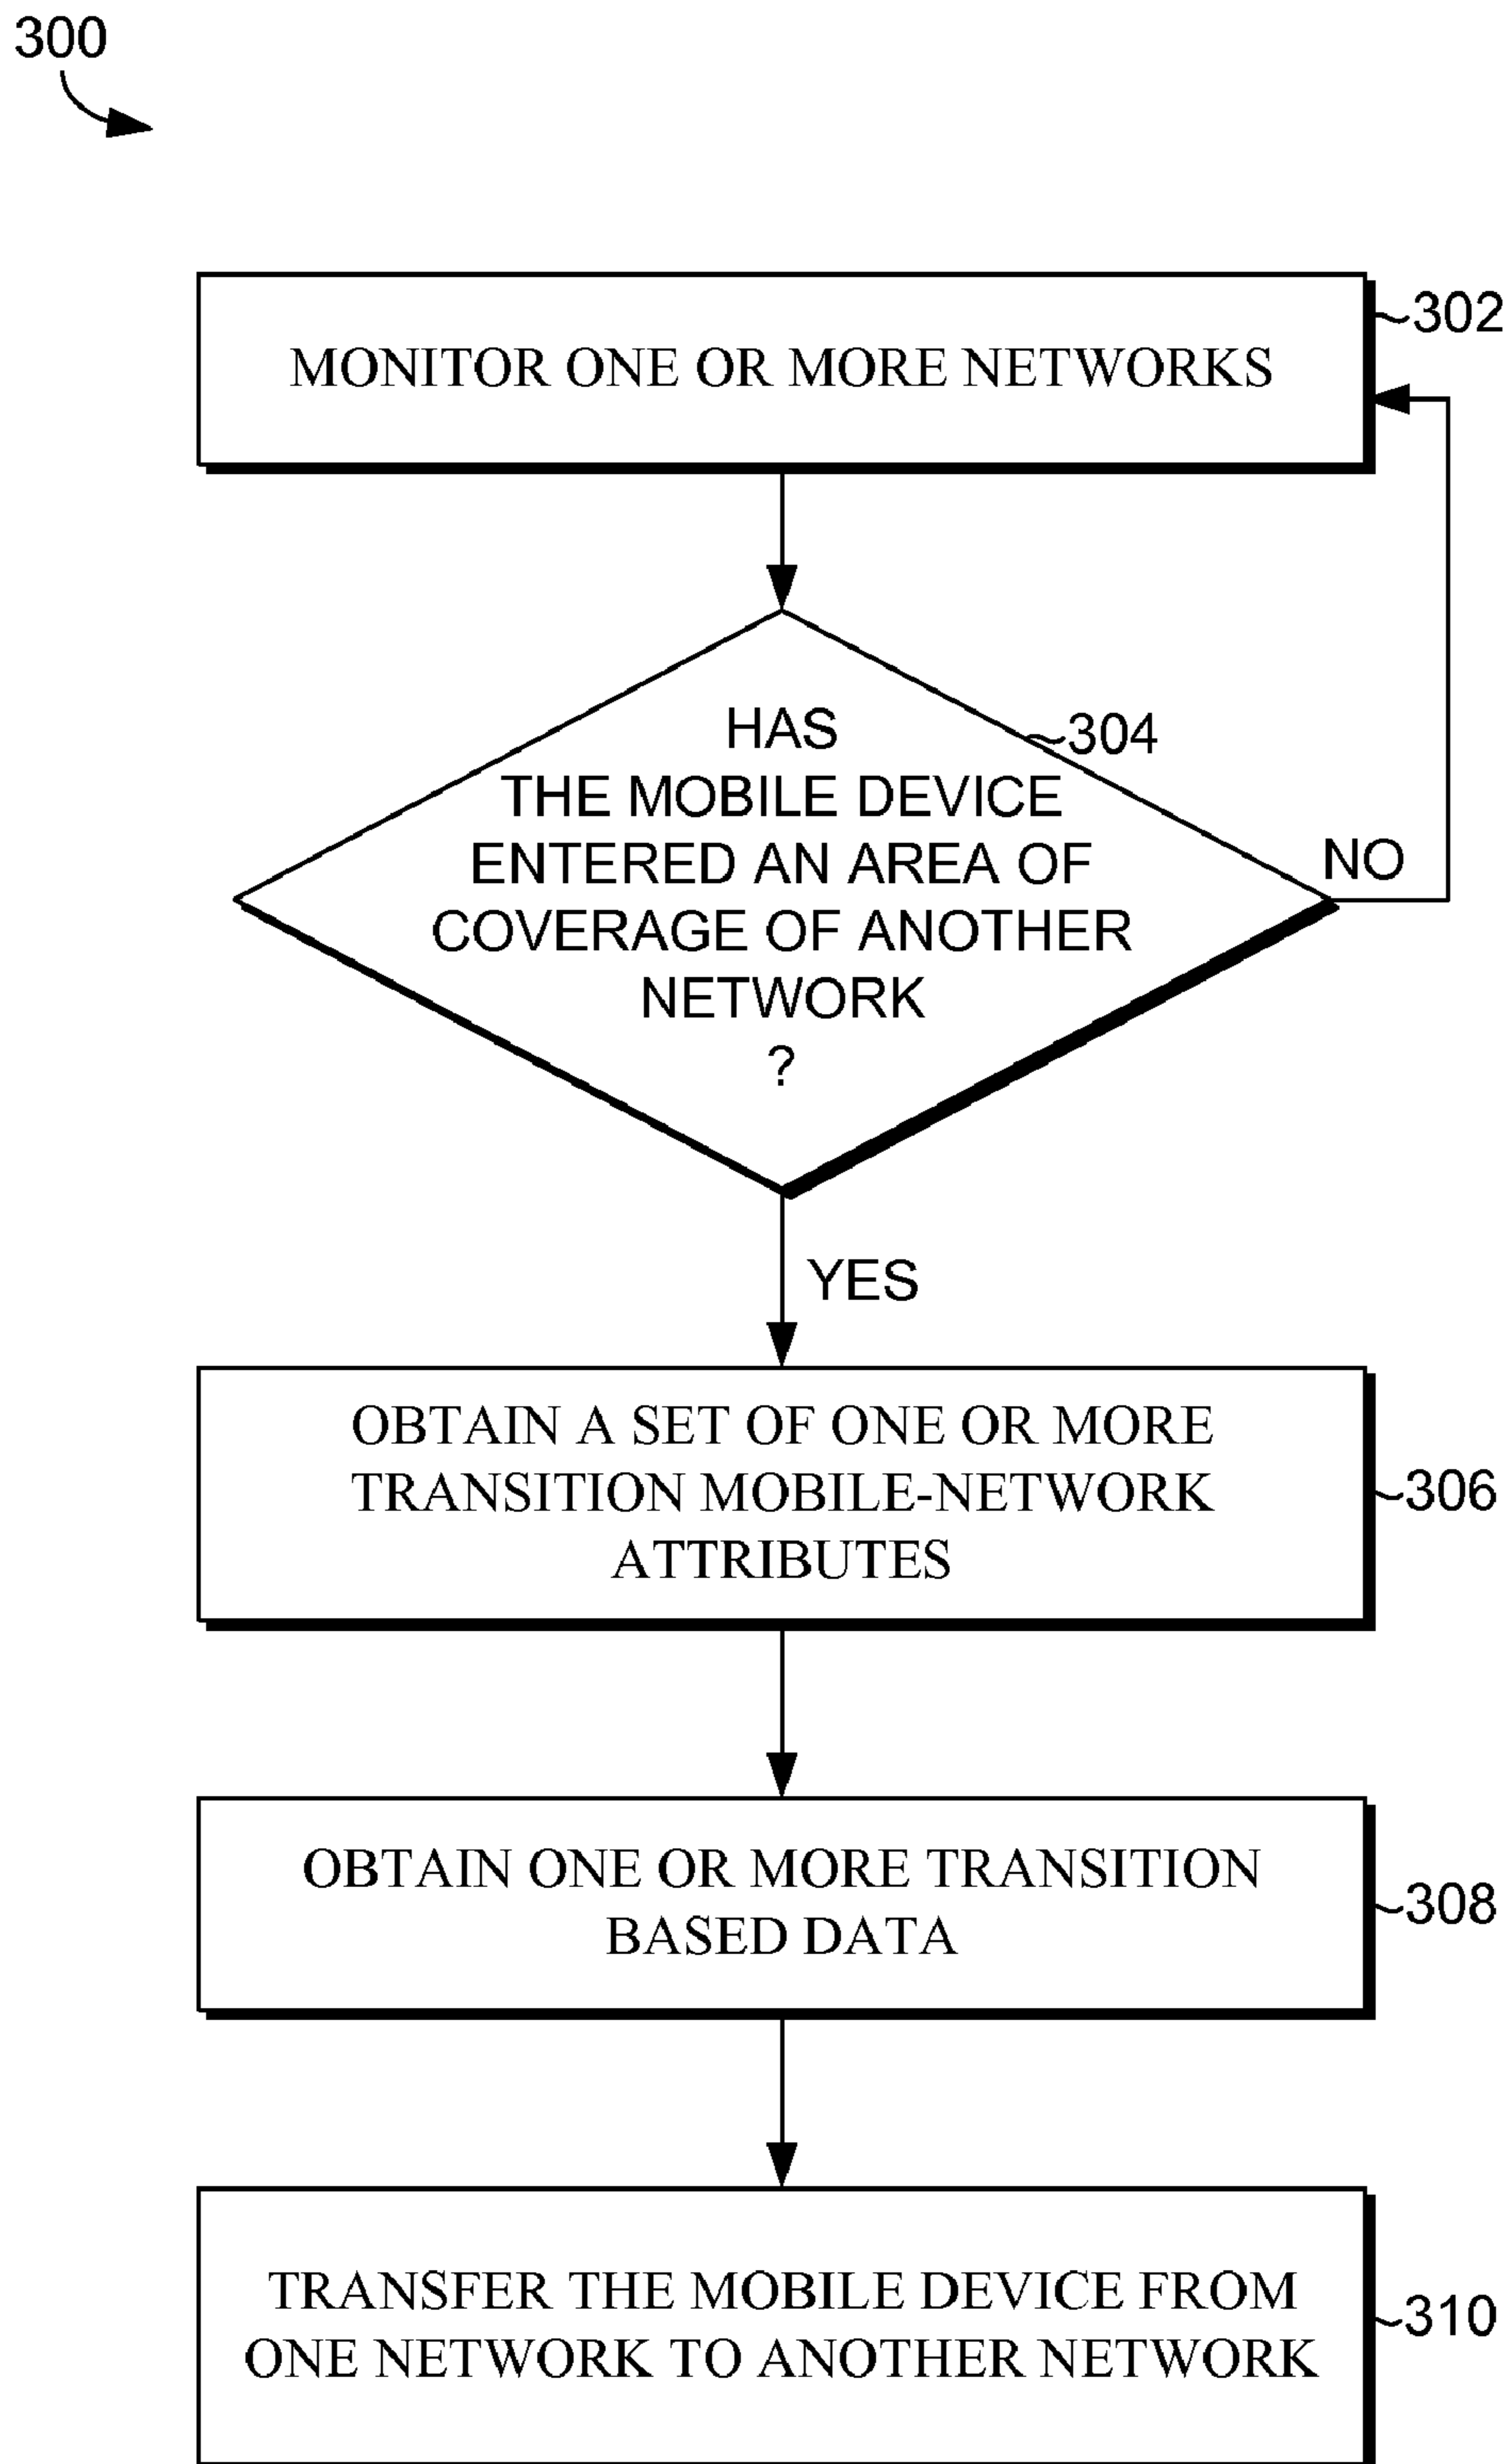 300
MONITOR ONE OR MORE NETWORKS
302
HAS
304
THE MOBILE DEVICE
ENTERED AN AREA OF
NO
COVERAGE OF ANOTHER
NETWORK
?
YES
OBTAIN A SET OF ONE OR MORE
TRANSITION MOBILE-NETWORK
ATTRIBUTES
306
OBTAIN ONE OR MORE TRANSITION
BASED DATA
308
TRANSFER THE MOBILE DEVICE FROM
ONE NETWORK TO ANOTHER NETWORK
310